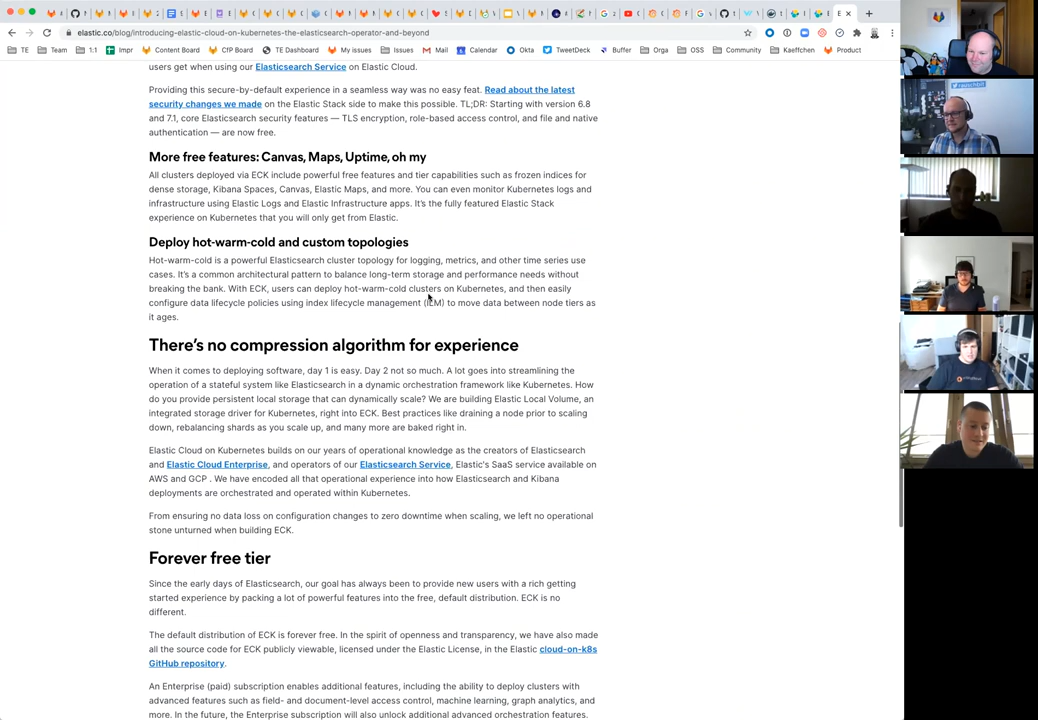 elastic.co/blog/introducing-elastic-cloud-on-kubernetes-the-elasticsearch-operator-and-beyond
TE Team 1:1 Impr Content Board CfP Board TE Dashboard My issues Issues Mail Calendar Okta TweetDeck Buffer Orga OSS Community Kaeffchen Product
users get when using our Elasticsearch Service on Elastic Cloud.
Providing this secure-by-default experience in a seamless way was no easy feat. Read about the latest
security changes we made on the Elastic Stack side to make this possible. TL;DR: Starting with version 6.8
and 7.1, core Elasticsearch security features — TLS encryption, role-based access control, and file and native
authentication — are now free.
More free features: Canvas, Maps, Uptime, oh my
All clusters deployed via ECK include powerful free features and tier capabilities such as frozen indices for
dense storage, Kibana Spaces, Canvas, Elastic Maps, and more. You can even monitor Kubernetes logs and
infrastructure using Elastic Logs and Elastic Infrastructure apps. It's the fully featured Elastic Stack
experience on Kubernetes that you will only get from Elastic.
Deploy hot-warm-cold and custom topologies
Hot-warm-cold is a powerful Elasticsearch cluster topology for logging, metrics, and other time series use
cases. It's a common architectural pattern to balance long-term storage and performance needs without
breaking the bank. With ECK, users can deploy hot-warm-cold clusters on Kubernetes, and then easily
configure data lifecycle policies using index lifecycle management (ILM) to move data between node tiers as
it ages.
There's no compression algorithm for experience
When it comes to deploying software, day 1 is easy. Day 2 not so much. A lot goes into streamlining the
operation of a stateful system like Elasticsearch in a dynamic orchestration framework like Kubernetes. How
do you provide persistent local storage that can dynamically scale? We are building Elastic Local Volume, an
integrated storage driver for Kubernetes, right into ECK. Best practices like draining a node prior to scaling
down, rebalancing shards as you scale up, and many more are baked right in.
Elastic Cloud on Kubernetes builds on our years of operational knowledge as the creators of Elasticsearch
and Elastic Cloud Enterprise, and operators of our Elasticsearch Service, Elastic's SaaS service available on
AWS and GCP . We have encoded all that operational experience into how Elasticsearch and Kibana
deployments are orchestrated and operated within Kubernetes.
From ensuring no data loss on configuration changes to zero downtime when scaling, we left no operational
stone unturned when building ECK.
Forever free tier
Since the early days of Elasticsearch, our goal has always been to provide new users with a rich getting
started experience by packing a lot of powerful features into the free, default distribution. ECK is no
different.
The default distribution of ECK is forever free. In the spirit of openness and transparency, we have also made
all the source code for ECK publicly viewable, licensed under the Elastic License, in the Elastic cloud-on-k8s
GitHub repository.
An Enterprise (paid) subscription enables additional features, including the ability to deploy clusters with
advanced features such as field- and document-level access control, machine learning, graph analytics, and
more. In the future, the Enterprise subscription will also unlock additional advanced orchestration features.